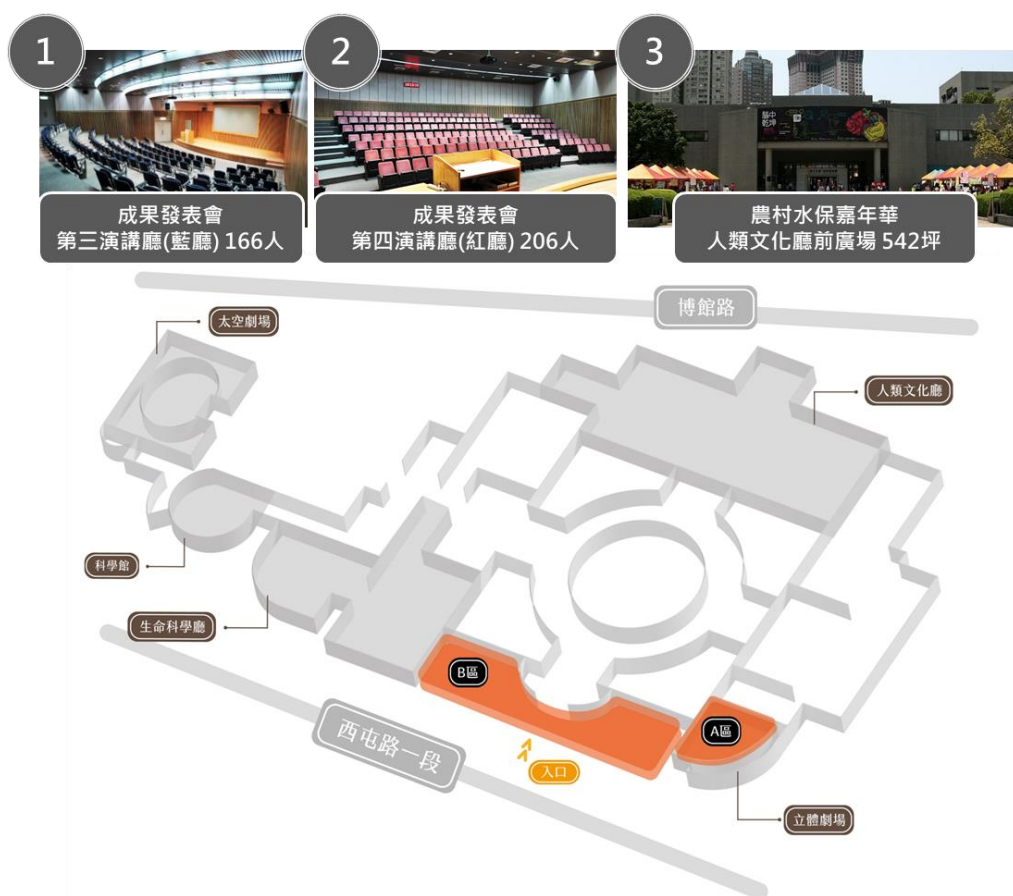 1
2
3
成果發表會
第三演講廳(藍廳) 166人
成果發表會
第四演講廳(紅廳) 206人
農村水保嘉年華
人類文化廳前廣場 542坪
博館路
太空劇場
人類文化廳
科學館
生命科學廳
B區
A區
西屯路一段
入口
立體劇場